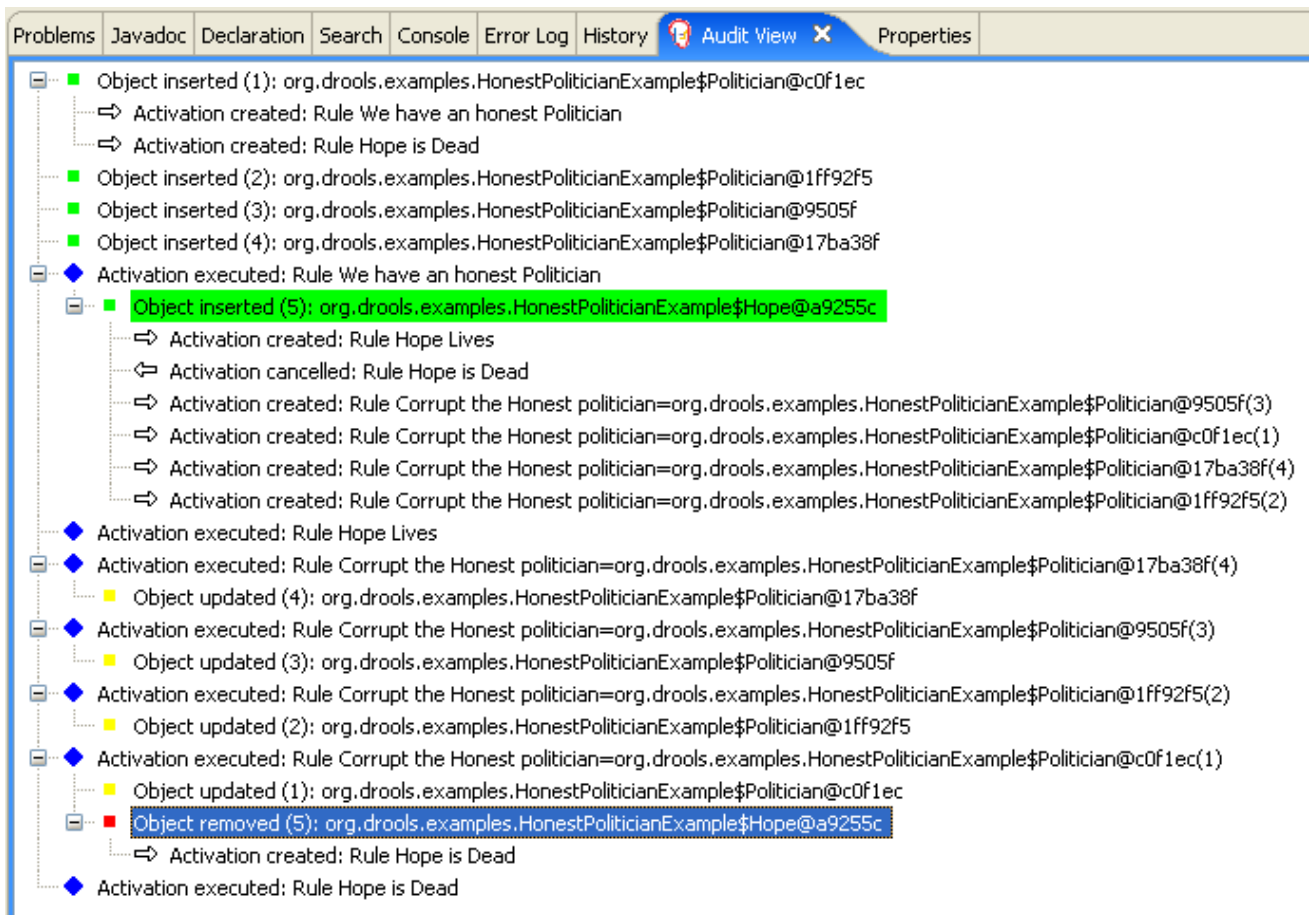 Problems Javadoc Declaration Search Console Error Log History Audit View Properties
Object inserted (1): org.drools.examples.HonestPoliticianExample$Politician@c0f1ec
Activation created: Rule We have an honest Politician
Activation created: Rule Hope is Dead
Object inserted (2): org.drools.examples.HonestPoliticianExample$Politician@1ff92f5
Object inserted (3): org.drools.examples.HonestPoliticianExample$Politician@9505f
Object inserted (4): org.drools.examples.HonestPoliticianExample$Politician@17ba38f
Activation executed: Rule We have an honest Politician
Object inserted (5): org.drools.examples.HonestPoliticianExample$Hope@a9255c
Activation created: Rule Hope Lives
Activation cancelled: Rule Hope is Dead
Activation created: Rule Corrupt the Honest politician=org.drools.examples.HonestPoliticianExample$Politician@9505f(3)
Activation created: Rule Corrupt the Honest politician=org.drools.examples.HonestPoliticianExample$Politician@c0f1ec(1)
Activation created: Rule Corrupt the Honest politician=org.drools.examples.HonestPoliticianExample$Politician@17ba38f(4)
Activation created: Rule Corrupt the Honest politician=org.drools.examples.HonestPoliticianExample$Politician@1ff92f5(2)
Activation executed: Rule Hope Lives
Activation executed: Rule Corrupt the Honest politician=org.drools.examples.HonestPoliticianExample$Politician@17ba38f(4)
Object updated (4): org.drools.examples.HonestPoliticianExample$Politician@17ba38f
Activation executed: Rule Corrupt the Honest politician=org.drools.examples.HonestPoliticianExample$Politician@9505f(3)
Object updated (3): org.drools.examples.HonestPoliticianExample$Politician@9505f
Activation executed: Rule Corrupt the Honest politician=org.drools.examples.HonestPoliticianExample$Politician@1ff92f5(2)
Object updated (2): org.drools.examples.HonestPoliticianExample$Politician@1ff92f5
Activation executed: Rule Corrupt the Honest politician=org.drools.examples.HonestPoliticianExample$Politician@c0f1ec(1)
Object updated (1): org.drools.examples.HonestPoliticianExample$Politician@c0f1ec
Object removed (5): org.drools.examples.HonestPoliticianExample$Hope@a9255c
Activation created: Rule Hope is Dead
Activation executed: Rule Hope is Dead